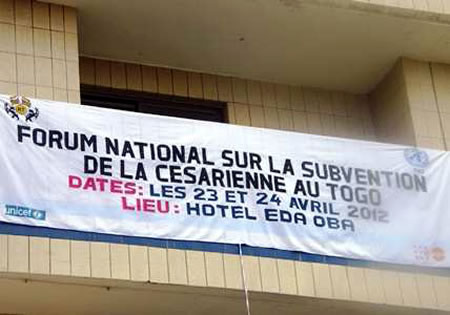 FORUM NATIONAL SUR LA SUBVENTION
DE LA CESARIENNE AU TOGO
DATES: LES 23 ET 24 AVRIL 2012
LIEU: HOTEL EDA OBA
unicef